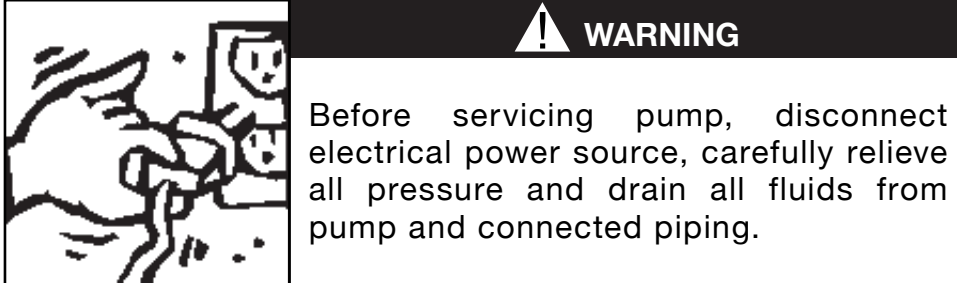 WARNING
Before servicing pump, disconnect
electrical power source, carefully relieve
all pressure and drain all fluids from
pump and connected piping.